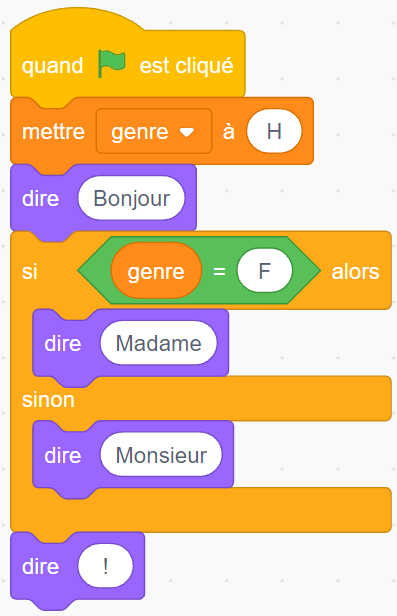 quand est cliqué
mettre genre à H
dire Bonjour
si genre = F alors
dire Madame
sinon
dire Monsieur
dire !